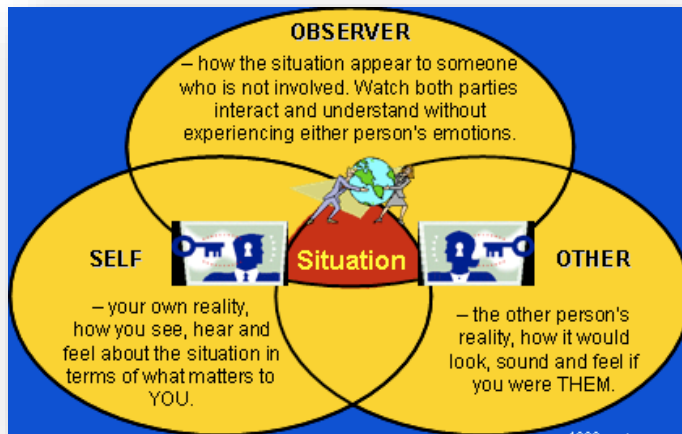 OBSERVER
– how the situation appear to someone
who is not involved. Watch both parties
interact and understand without
experiencing either person's emotions.
SELF
Situation
OTHER
– your own reality,
how you see, hear and
feel about the situation in
terms of what matters to
YOU.
– the other person's
reality, how it would
look, sound and feel if
you were THEM.